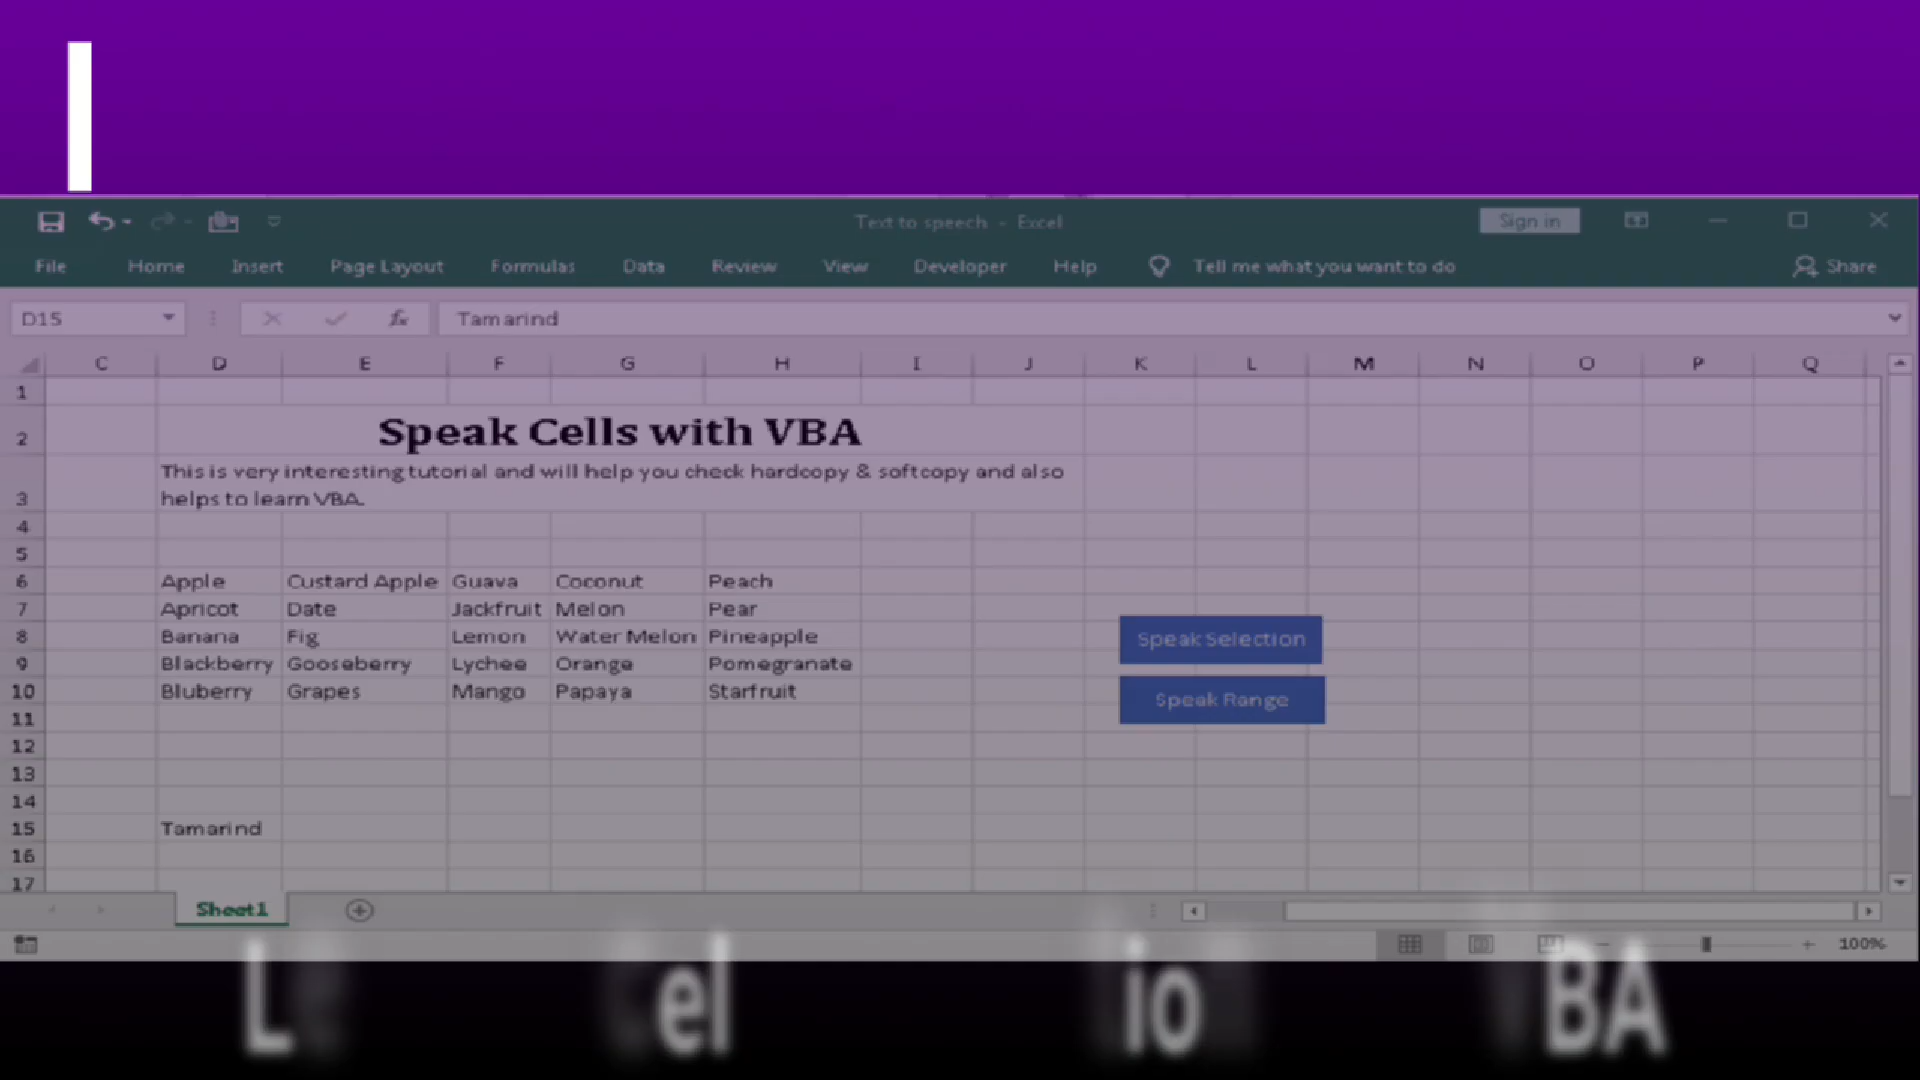 Text to speech - Excel
Sign in
File Home Insert Page Layout Formulas Data Review View Developer Help Tell me what you want to do Share
D15 fx Tamarind
C D E F G H I J K L M N O P Q
1
2 Speak Cells with VBA
This is very interesting tutorial and will help you check hardcopy & softcopy and also
3 helps to learn VBA.
4
5
6 Apple Custard Apple Guava Coconut Peach
7 Apricot Date Jackfruit Melon Pear
8 Banana Fig Lemon Water Melon Pineapple
Speak Selection
9 Blackberry Gooseberry Lychee Orange Pomegranate
10 Bluberry Grapes Mango Papaya Starfruit
Speak Range
11
12
13
14
15 Tamarind
16
17
Sheet1
100%
BA